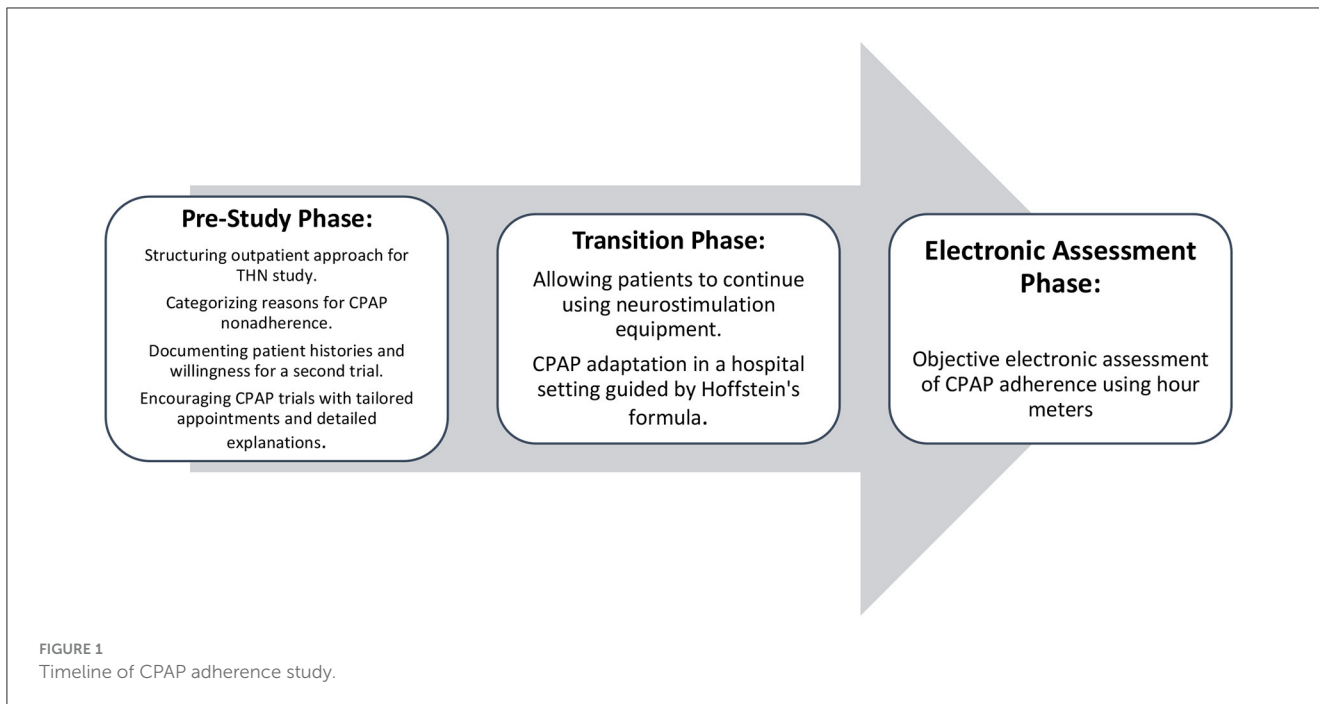 Pre-Study Phase:
Structuring outpatient approach for
THN study.
Categorizing reasons for CPAP
nonadherence.
Documenting patient histories and
willingness for a second trial.
Encouraging CPAP trials with tailored
appointments and detailed
explanations.
Transition Phase:
Allowing patients to continue
using neurostimulation
equipment.
CPAP adaptation in a hospital
setting guided by Hoffstein's
formula.
Electronic Assessment
Phase:
Objective electronic assessment
of CPAP adherence using hour
meters
FIGURE 1
Timeline of CPAP adherence study.